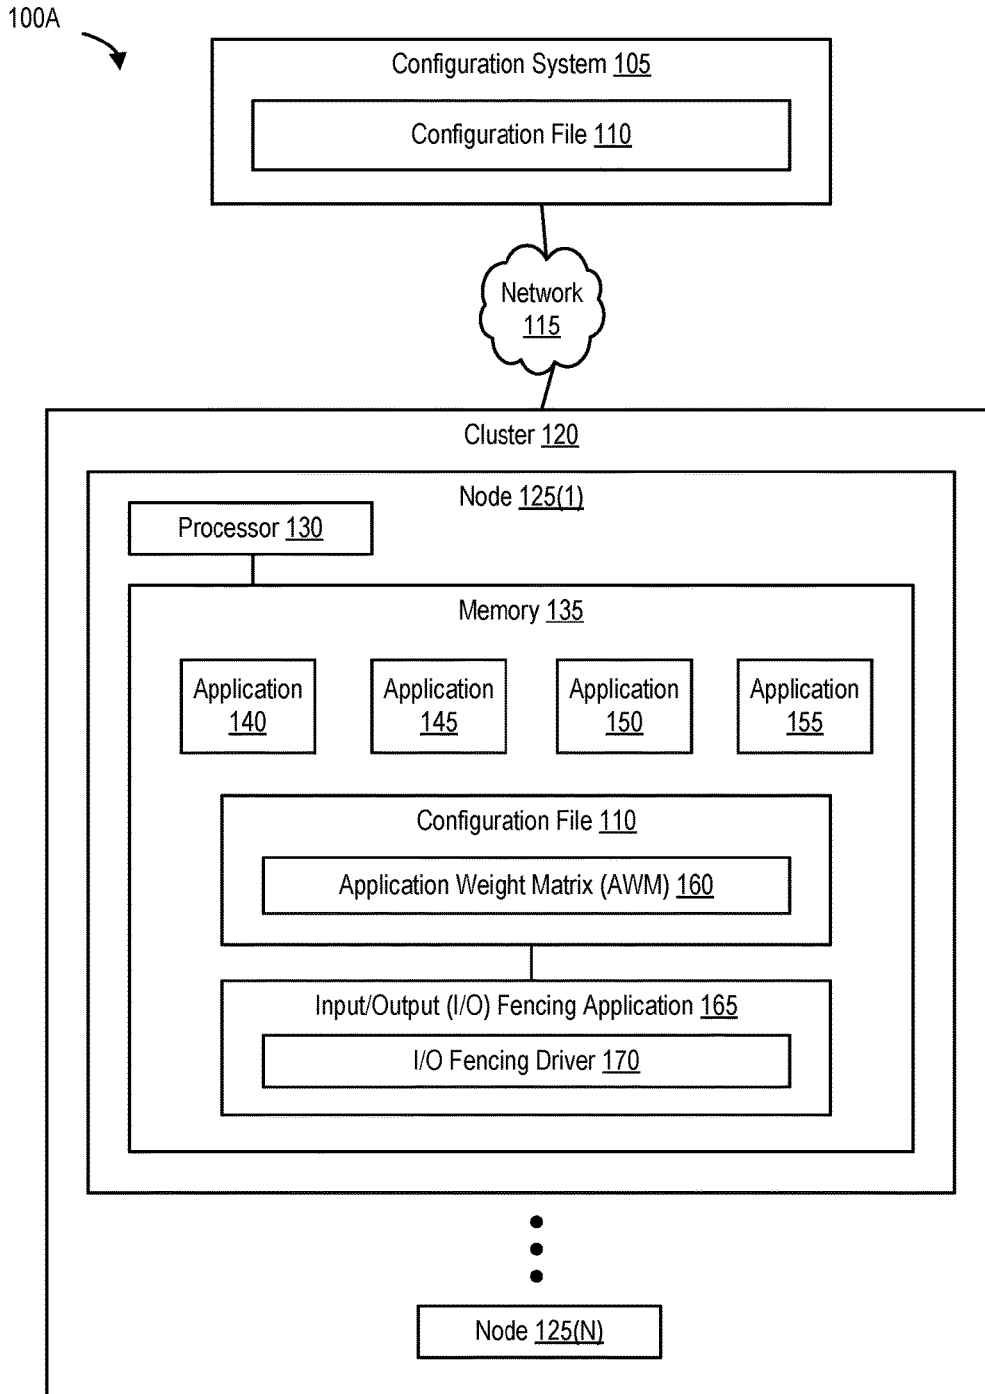 100A
Configuration System 105
Configuration File 110
Network
115
Cluster 120
Node 125(1)
Processor 130
Memory 135
Application
140
Application
145
Application
150
Application
155
Configuration File 110
Application Weight Matrix (AWM) 160
Input/Output (I/O) Fencing Application 165
I/O Fencing Driver 170
Node 125(N)